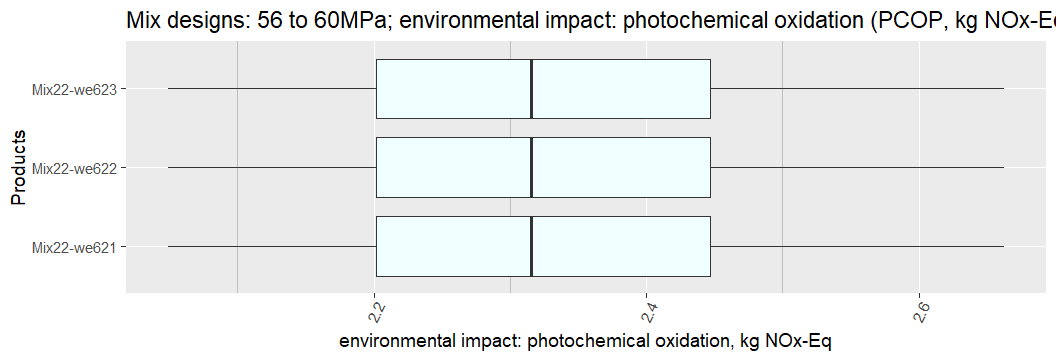 Mix designs: 56 to 60MPa; environmental impact: photochemical oxidation (PCOP, kg NOx-Eq
Products
Mix22-we623
Mix22-we622
Mix22-we621
2.2
2.4
2.6
environmental impact: photochemical oxidation, kg NOx-Eq